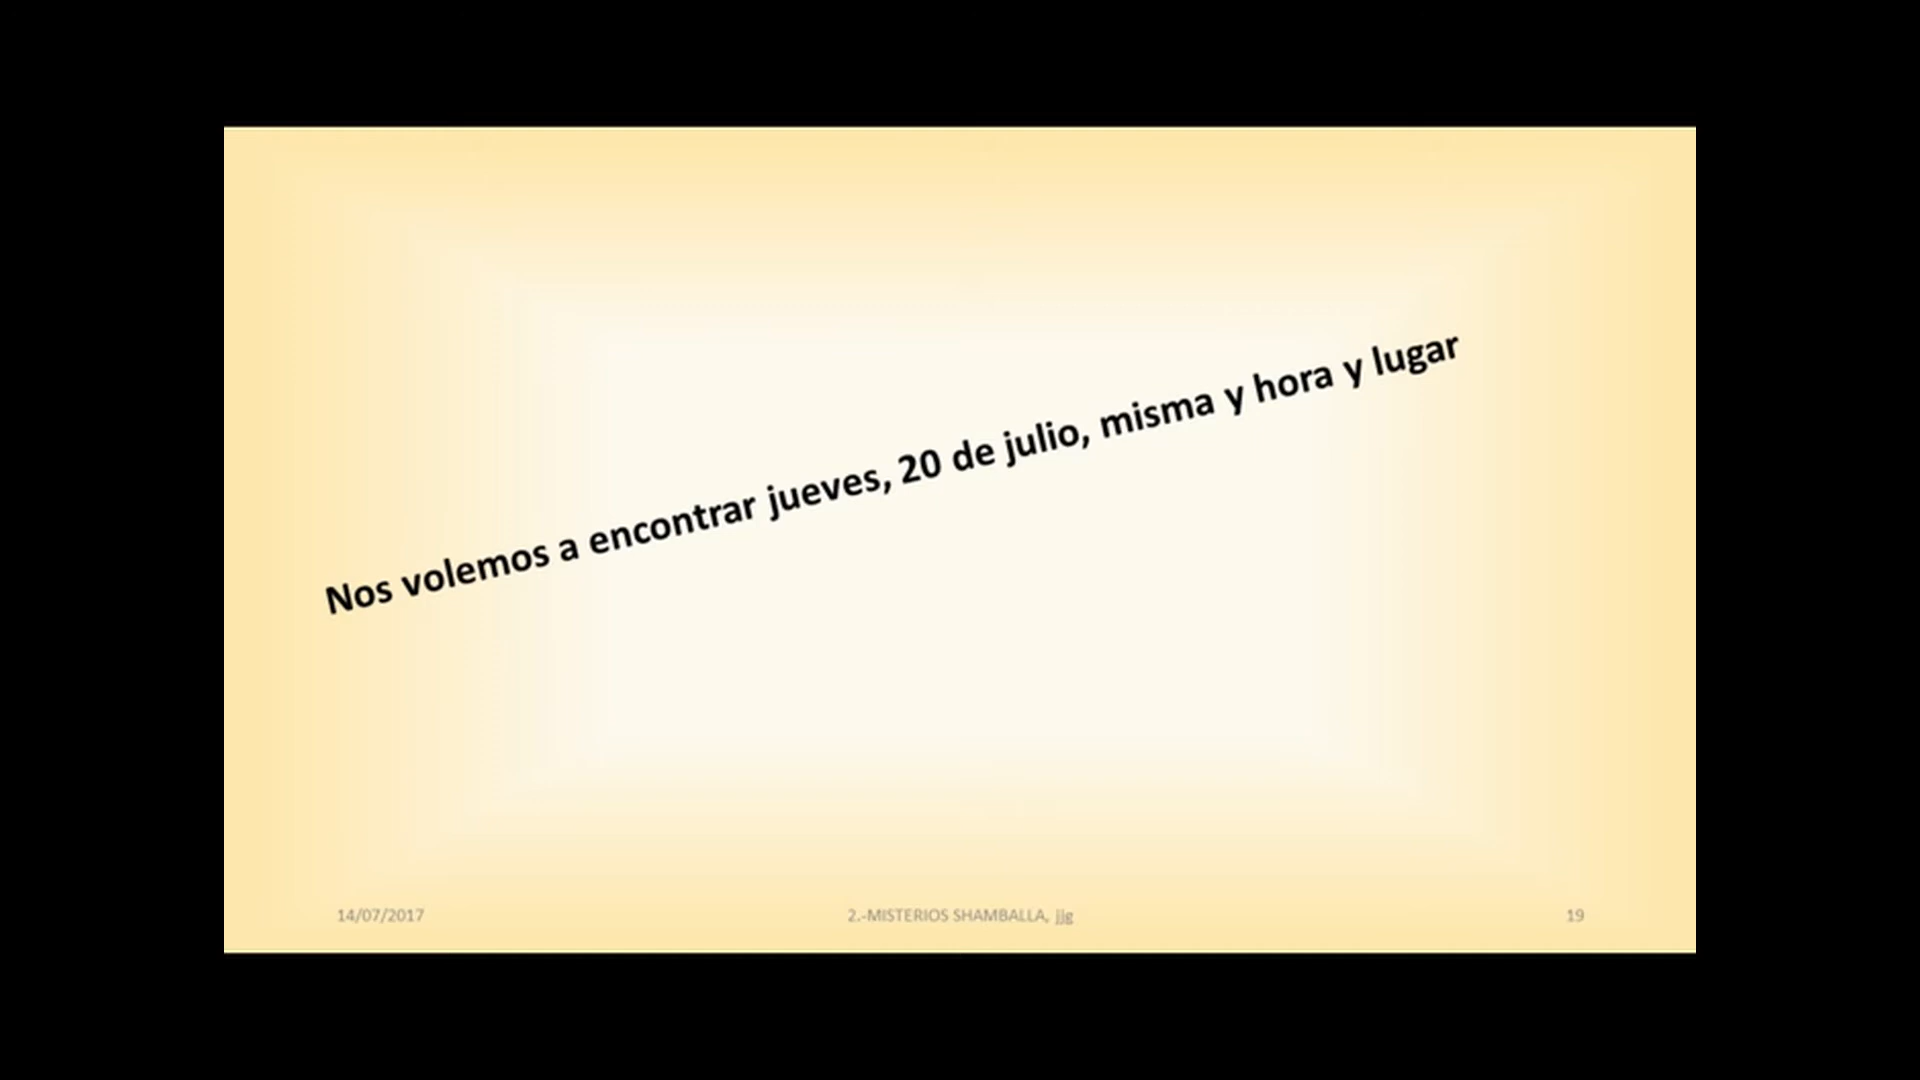 Nos volemos a encontrar jueves, 20 de julio, misma y hora y lugar
14/07/2017
2.-MISTERIOS SHAMBALLA, jjg
19